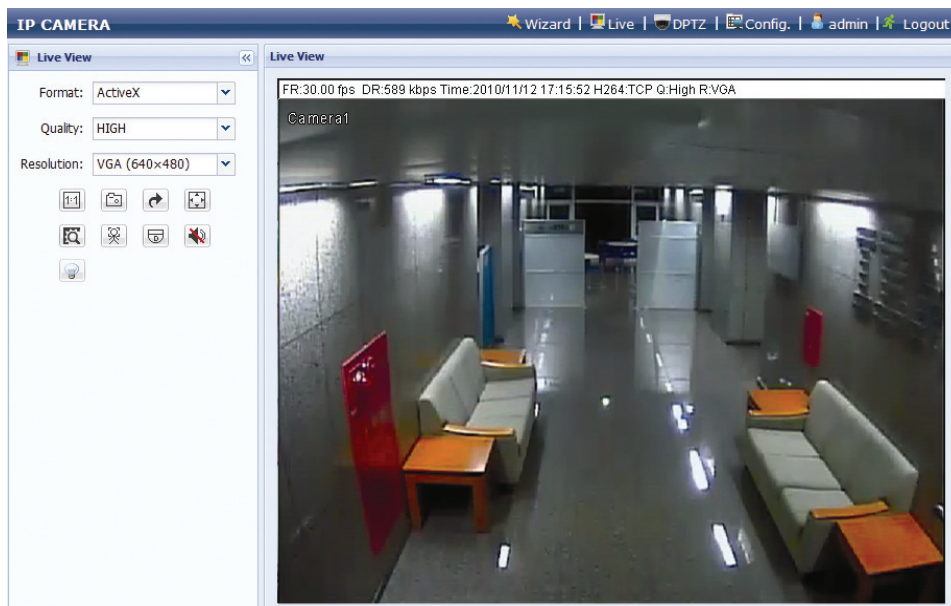 IP CAMERA
Wizard | Live | DPTZ | Config. | admin | Logout
Live View
Format: ActiveX
Quality: HIGH
Resolution: VGA (640×480)
1:1
Live View
FR:30.00 fps DR:589 kbps Time:2010/11/12 17:15:52 H264:TCP Q:High R:VGA
Camera1